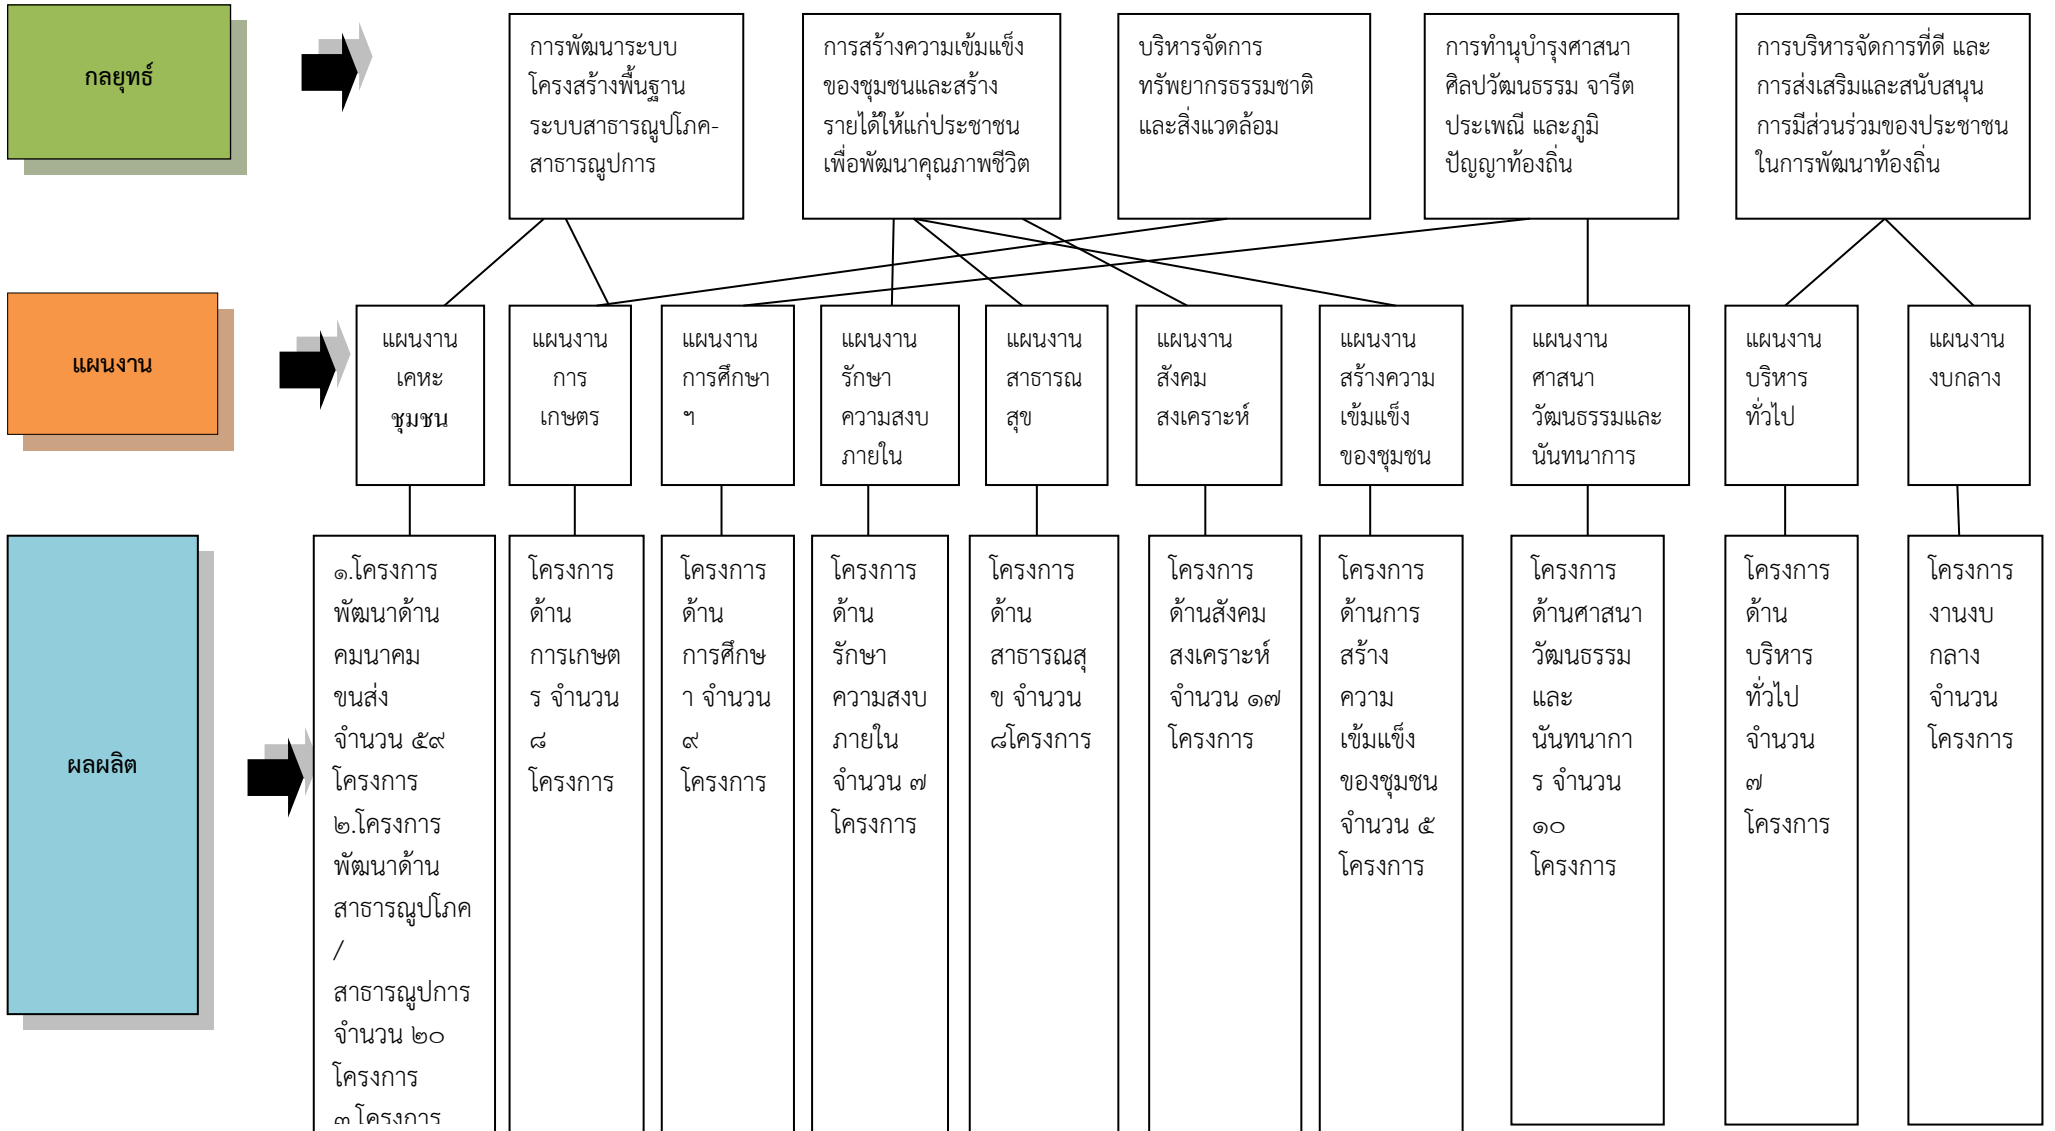 กลยุทธ์
การพัฒนาระบบ
โครงสร้างพื้นฐาน
ระบบสาธารณูปโภค-
สาธารณูปการ
การสร้างความเข้มแข็ง
ของชุมชนและสร้าง
รายได้ให้แก่ประชาชน
เพื่อพัฒนาคุณภาพชีวิต
บริหารจัดการ
ทรัพยากรธรรมชาติ
และสิ่งแวดล้อม
การทำนุบำรุงศาสนา
ศิลปวัฒนธรรม จารีต
ประเพณี และภูมิ
ปัญญาท้องถิ่น
การบริหารจัดการที่ดี และ
การส่งเสริมและสนับสนุน
การมีส่วนร่วมของประชาชน
ในการพัฒนาท้องถิ่น
แผนงาน
แผนงาน
เคหะ
ชุมชน
แผนงาน
การ
เกษตร
แผนงาน
การศึกษา
ฯ
แผนงาน
รักษา
ความสงบ
ภายใน
แผนงาน
สาธารณ
สุข
แผนงาน
สังคม
สงเคราะห์
แผนงาน
สร้างความ
เข้มแข็ง
ของชุมชน
แผนงาน
ศาสนา
วัฒนธรรมและ
นันทนาการ
แผนงาน
บริหาร
ทั่วไป
แผนงาน
งบกลาง
ผลผลิต
๑.โครงการ
พัฒนาด้าน
คมนาคม
ขนส่ง
จำนวน ๕๙
โครงการ
๒.โครงการ
พัฒนาด้าน
สาธารณูปโภค
/
สาธารณูปการ
จำนวน ๒๐
โครงการ
๓.โครงการ
โครงการ
ด้าน
การเกษต
ร จำนวน
๘
โครงการ
โครงการ
ด้าน
การศึกษ
า จำนวน
๙
โครงการ
โครงการ
ด้าน
รักษา
ความสงบ
ภายใน
จำนวน ๗
โครงการ
โครงการ
ด้าน
สาธารณสุ
ข จำนวน
๘โครงการ
โครงการ
ด้านสังคม
สงเคราะห์
จำนวน ๑๗
โครงการ
โครงการ
ด้านการ
สร้าง
ความ
เข้มแข็ง
ของชุมชน
จำนวน ๕
โครงการ
โครงการ
ด้านศาสนา
วัฒนธรรม
และ
นันทนากา
ร จำนวน
๑๐
โครงการ
โครงการ
ด้าน
บริหาร
ทั่วไป
จำนวน
๗
โครงการ
โครงการ
งานงบ
กลาง
จำนวน
โครงการ